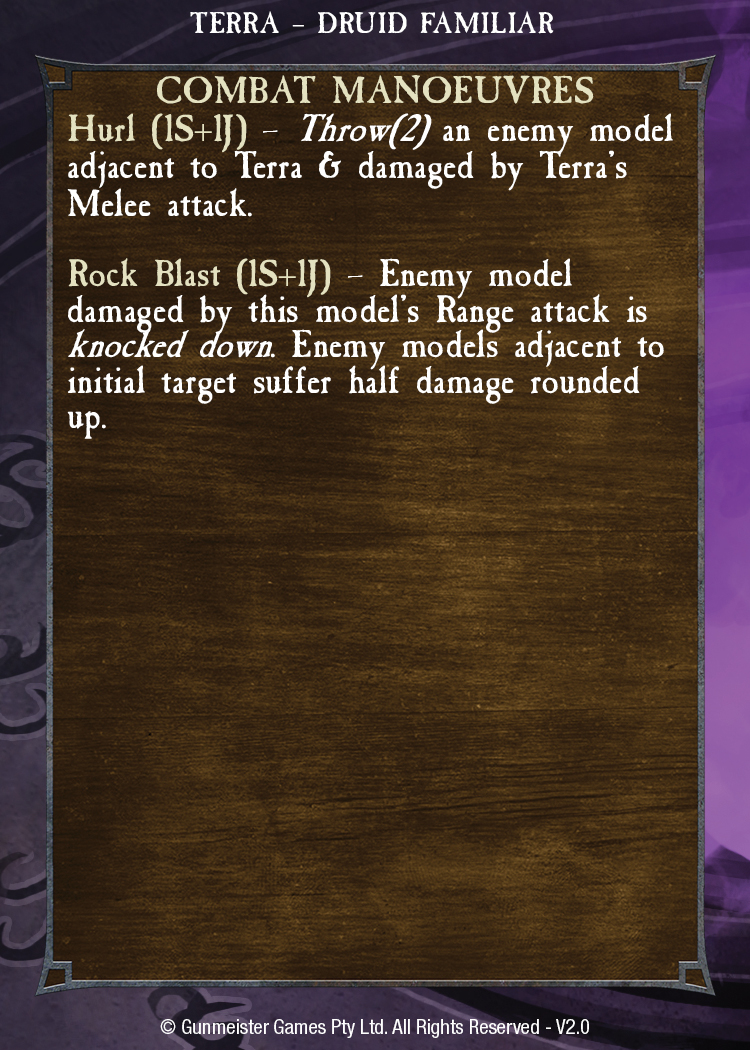 TERRA – DRUID FAMILIAR
COMBAT MANOEUVRES
Hurl (1S+1J) – Throw(2) an enemy model
adjacent to Terra & damaged by Terra's
Melee attack.
Rock Blast (1S+1J) – Enemy model
damaged by this model's Range attack is
knocked down. Enemy models adjacent to
initial target suffer half damage rounded
up.
© Gunmeister Games Pty Ltd. All Rights Reserved - V2.0